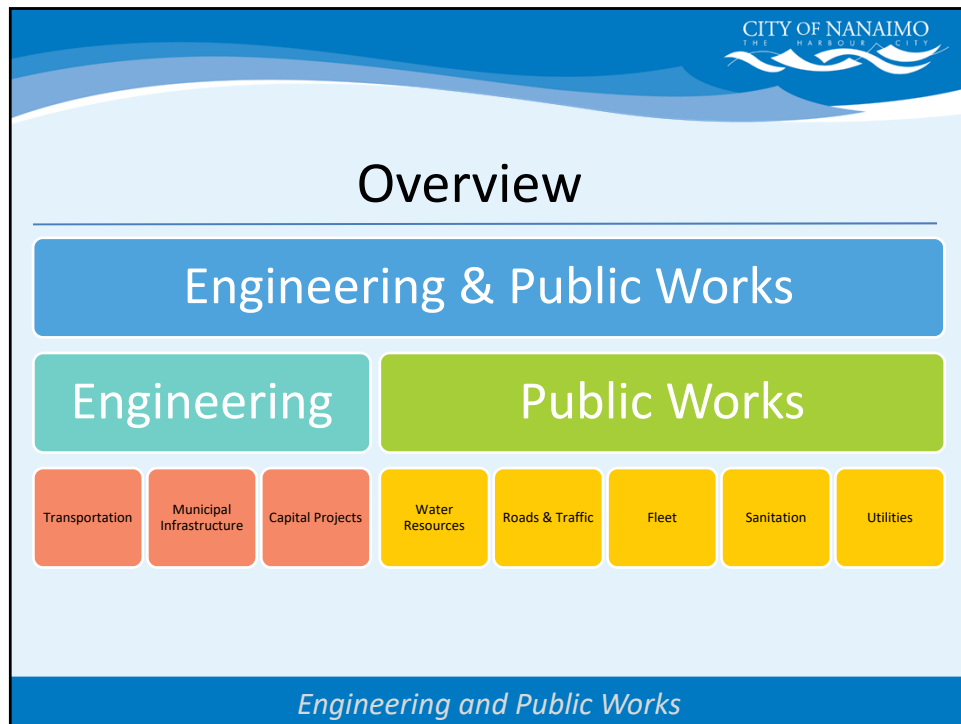 CITY OF NANAIMO
THE HARBOUR CITY
Overview
Engineering & Public Works
Engineering
Public Works
Transportation
Municipal
Infrastructure
Capital Projects
Water
Resources
Roads & Traffic
Fleet
Sanitation
Utilities
Engineering and Public Works